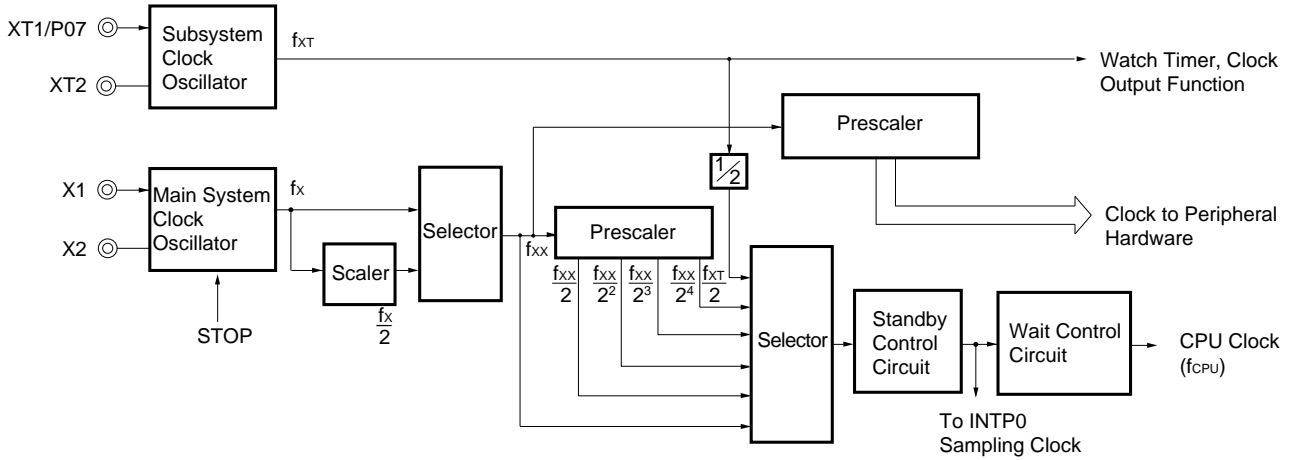 XT1/P07
XT2
Subsystem
Clock
Oscillator
fXT
Watch Timer, Clock
Output Function
Prescaler
1/2
X1
X2
Main System
Clock
Oscillator
fX
STOP
Scaler
fX/2
Selector
fXX
Prescaler
fXX/2 fXX/2² fXX/2³ fXX/2⁴ fXT/2
Clock to Peripheral
Hardware
Selector
Standby
Control
Circuit
Wait Control
Circuit
CPU Clock
(fCPU)
To INTP0
Sampling Clock